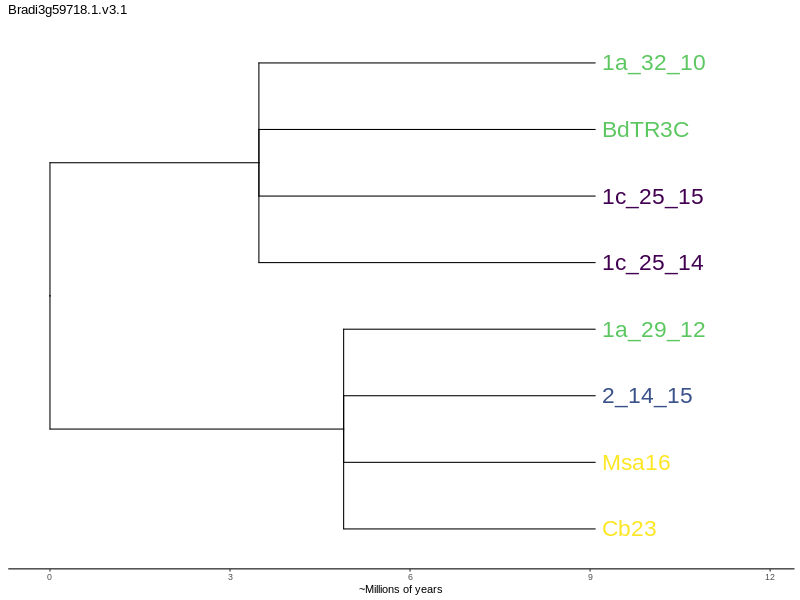 Bradi3g59718.1.v3.1
1a_32_10
BdTR3C
1c_25_15
1c_25_14
1a_29_12
2_14_15
Msa16
Cb23
0 3 6 9 12
~Millions of years